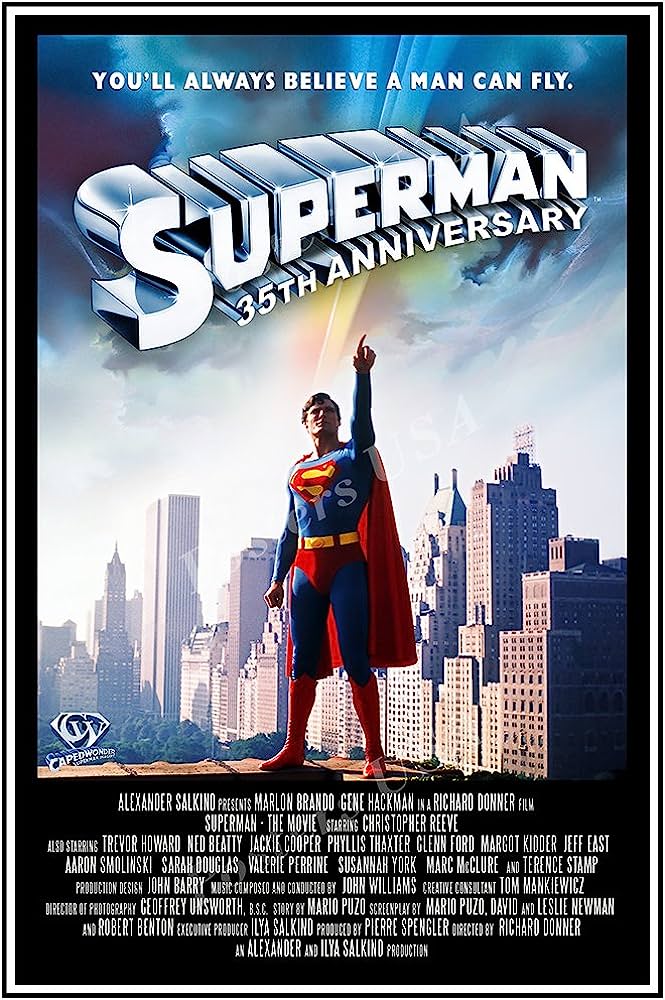 YOU'LL ALWAYS BELIEVE A MAN CAN FLY.
SUPERMAN™
35TH ANNIVERSARY
CAPEDWONDER
ALEXANDER SALKIND PRESENTS MARLON BRANDO GENE HACKMAN IN A RICHARD DONNER FILM
SUPERMAN - THE MOVIE STARRING CHRISTOPHER REEVE
ALSO STARRING TREVOR HOWARD NED BEATTY JACKIE COOPER PHYLLIS THAXTER GLENN FORD MARGOT KIDDER JEFF EAST
AARON SMOLINSKI SARAH DOUGLAS VALERIE PERRINE SUSANNAH YORK MARC McCLURE AND TERENCE STAMP
PRODUCTION DESIGN JOHN BARRY MUSIC COMPOSED AND CONDUCTED BY JOHN WILLIAMS CREATIVE CONSULTANT TOM MANKIEWICZ
DIRECTOR OF PHOTOGRAPHY GEOFFREY UNSWORTH, B.S.C. STORY BY MARIO PUZO SCREENPLAY BY MARIO PUZO, DAVID AND LESLIE NEWMAN
AND ROBERT BENTON EXECUTIVE PRODUCER ILYA SALKIND PRODUCED BY PIERRE SPENGLER DIRECTED BY RICHARD DONNER
AN ALEXANDER AND ILYA SALKIND PRODUCTION